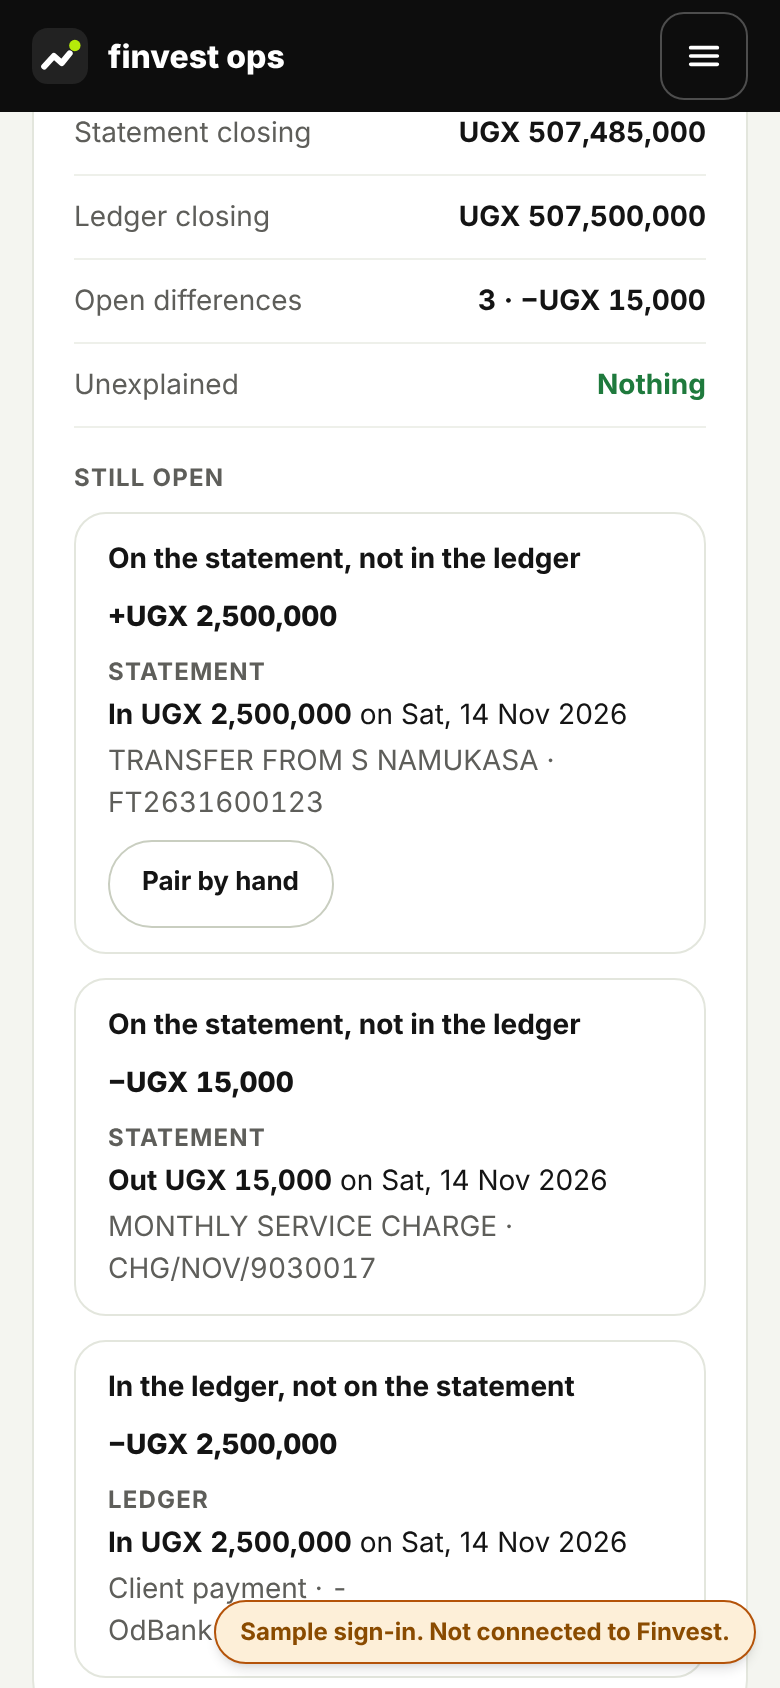 finvest ops
Statement closing UGX 507,485,000
Ledger closing UGX 507,500,000
Open differences 3 · −UGX 15,000
Unexplained Nothing
STILL OPEN
On the statement, not in the ledger
+UGX 2,500,000
STATEMENT
In UGX 2,500,000 on Sat, 14 Nov 2026
TRANSFER FROM S NAMUKASA ·
FT2631600123
Pair by hand
On the statement, not in the ledger
−UGX 15,000
STATEMENT
Out UGX 15,000 on Sat, 14 Nov 2026
MONTHLY SERVICE CHARGE ·
CHG/NOV/9030017
In the ledger, not on the statement
−UGX 2,500,000
LEDGER
In UGX 2,500,000 on Sat, 14 Nov 2026
Client payment · -
OdBank
Sample sign-in. Not connected to Finvest.